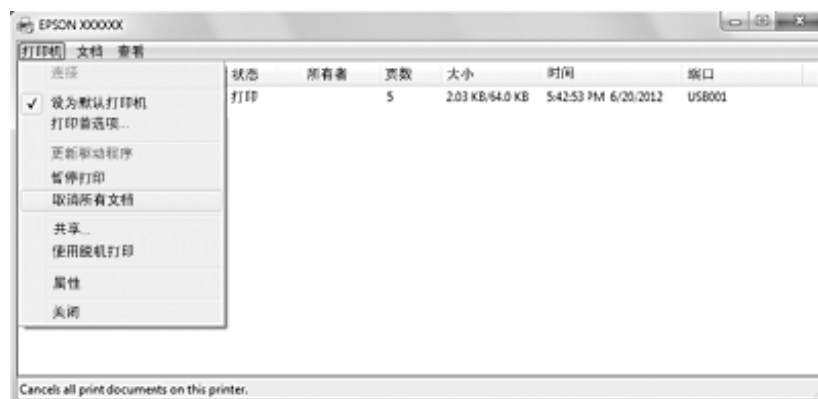 EPSON XXXXXX
打印机 文档 查看
连接
状态 所有者 页数 大小 时间 端口
设为默认打印机
打印 5 2.03 KB/64.0 KB 5:42:53 PM 6/20/2012 USB001
打印首选项...
更新驱动程序
暂停打印
取消所有文档
共享...
使用脱机打印
属性
关闭
Cancels all print documents on this printer.